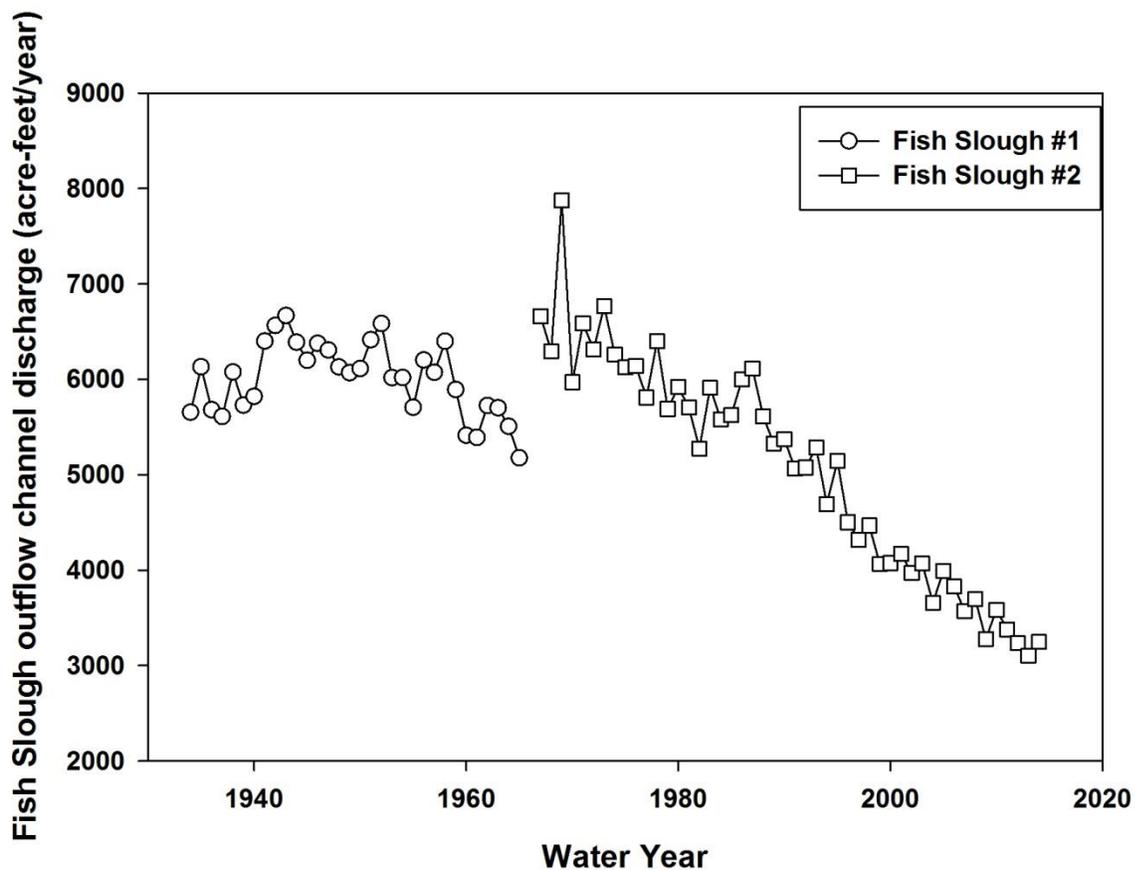 Fish Slough outflow channel discharge (acre-feet/year)
9000
8000
7000
6000
5000
4000
3000
2000
Fish Slough #1
Fish Slough #2
1940 1960 1980 2000 2020
Water Year